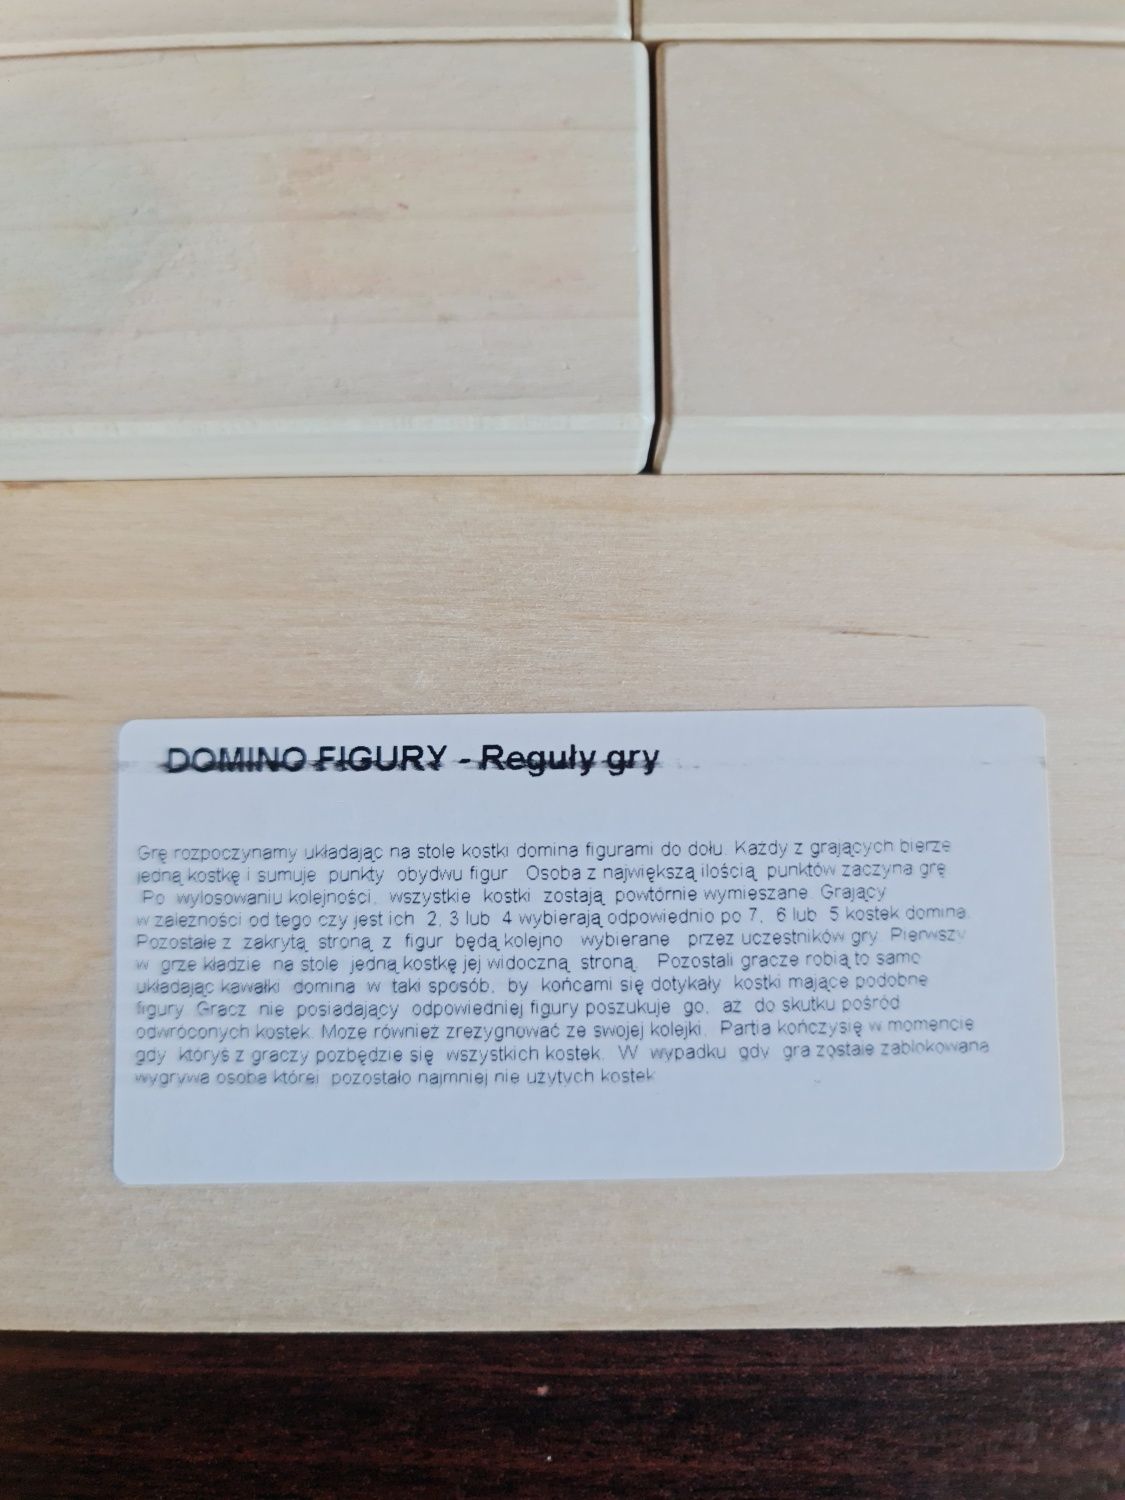 DOMINO FIGURY - Reguły gry
Grę rozpoczynamy układając na stole kostki domina figurami do dołu. Każdy z grających bierze
jedną kostkę i sumuje punkty obydwu figur. Osoba z największą ilością punktów zaczyna grę.
Po wylosowaniu kolejności, wszystkie kostki zostają powtórnie wymieszane. Grający
w zależności od tego czy jest ich 2, 3 lub 4 wybierają odpowiednio po 7, 6 lub 5 kostek domina.
Pozostałe z zakrytą stroną z figur będą kolejno wybierane przez uczestników gry. Pierwszy
w grze kładzie na stole jedną kostkę jej widoczną stroną. Pozostali gracze robią to samo
układając kawałki domina w taki sposób, by końcami się dotykały kostki mające podobne
figury. Gracz nie posiadający odpowiedniej figury poszukuje go, aż do skutku pośród
odwróconych kostek. Może również zrezygnować ze swojej kolejki. Partia kończysię w momencie
gdy któryś z graczy pozbędzie się wszystkich kostek. W wypadku gdy gra zostaje zablokowana
wygrywa osoba której pozostało najmniej nie użytych kostek